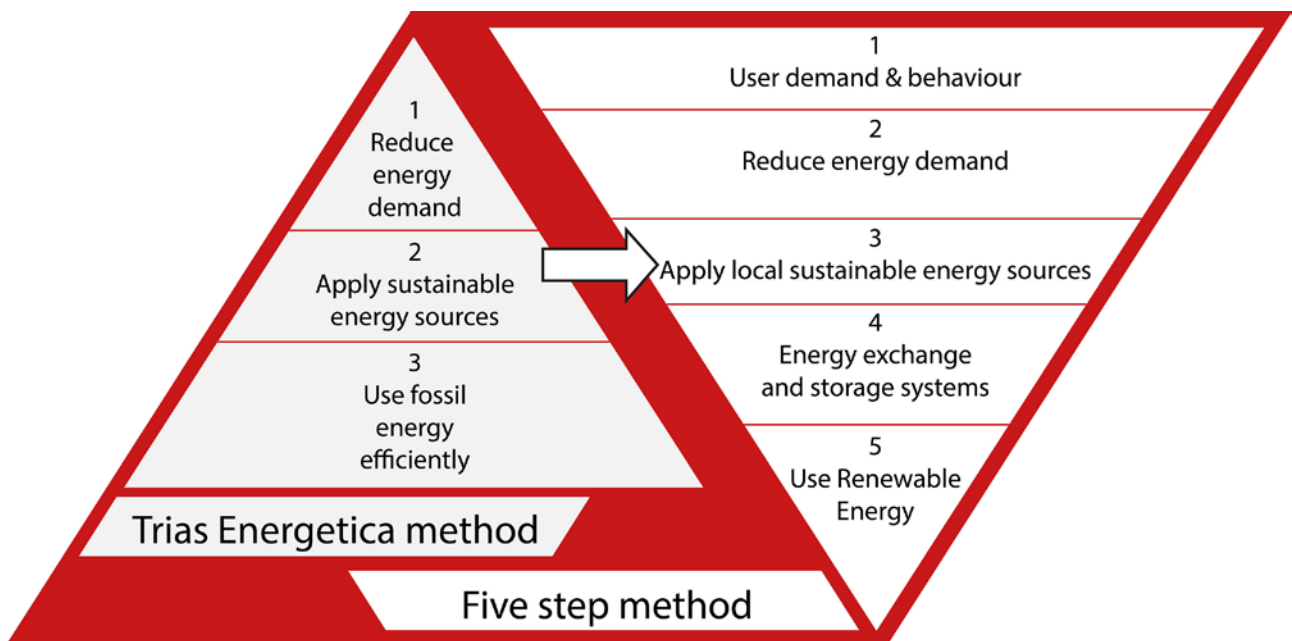 1
Reduce
energy
demand
2
Apply sustainable
energy sources
3
Use fossil
energy
efficiently
Trias Energetica method
1
User demand & behaviour
2
Reduce energy demand
3
Apply local sustainable energy sources
4
Energy exchange
and storage systems
5
Use Renewable
Energy
Five step method